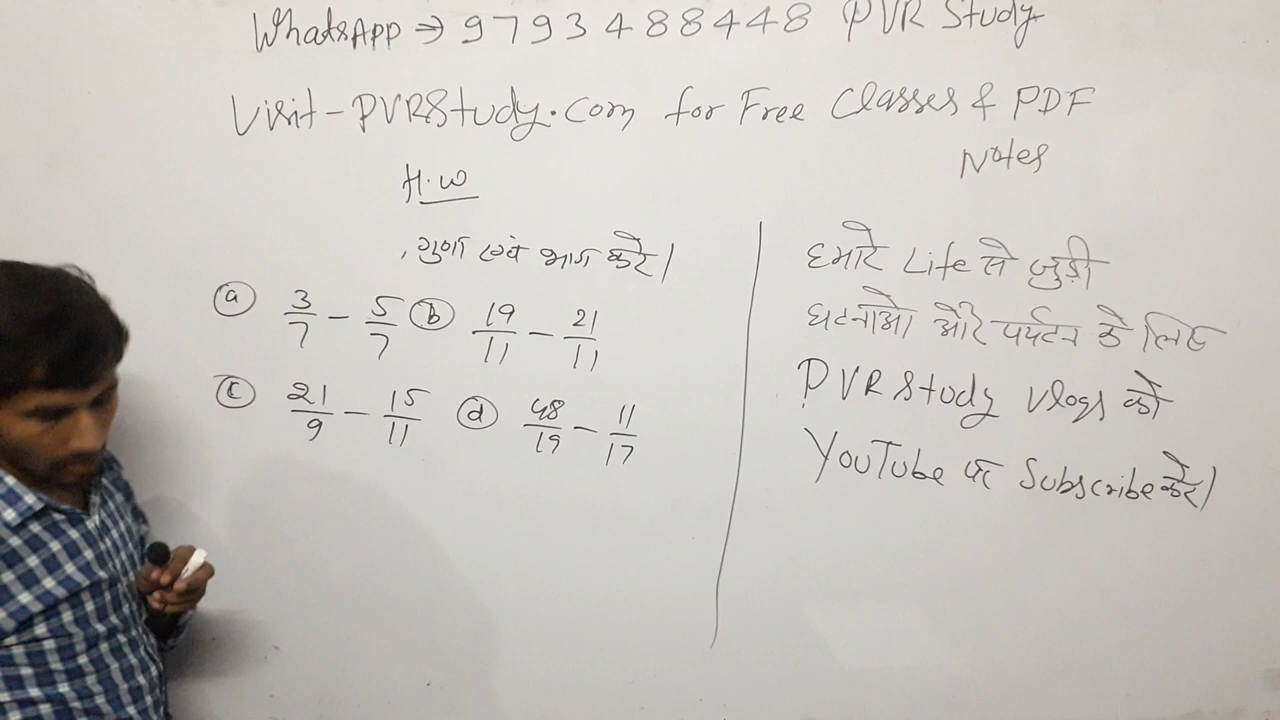 WhatsApp → 9793488448 PVR Study
Visit-PVRStudy.com for Free Classes & PDF
Notes
H.W
गुणा एवं भाग करें।
ⓐ 3/7 - 5/7 ⓑ 19/11 - 21/11
ⓒ 21/9 - 15/11 ⓓ 48/19 - 11/17
हमारे Life से जुड़ी
घटनाओं और पर्यटन के लिए
PVR Study Vlogs को
YouTube पर Subscribe करें।